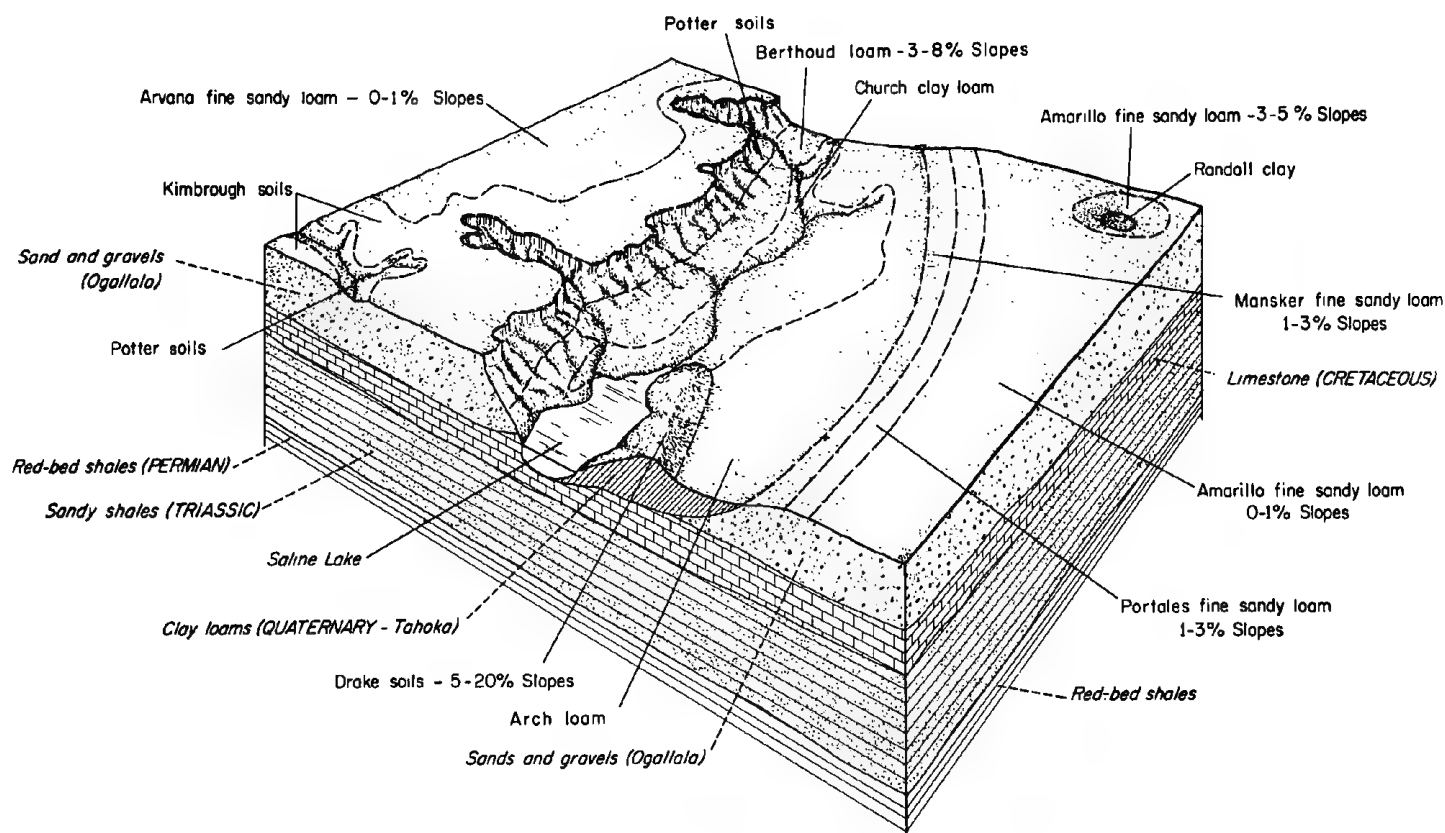 Potter soils
Berthoud loam -3-8% Slopes
Church clay loam
Arvana fine sandy loam - 0-1% Slopes
Amarillo fine sandy loam -3-5% Slopes
Randall clay
Kimbrough soils
Sand and gravels
(Ogallala)
Mansker fine sandy loam
1-3% Slopes
Potter soils
Limestone (CRETACEOUS)
Red-bed shales (PERMIAN)
Sandy shales (TRIASSIC)
Amarillo fine sandy loam
0-1% Slopes
Saline Lake
Portales fine sandy loam
1-3% Slopes
Clay loams (QUATERNARY - Tahoka)
Drake soils - 5-20% Slopes
Red-bed shales
Arch loam
Sands and gravels (Ogallala)